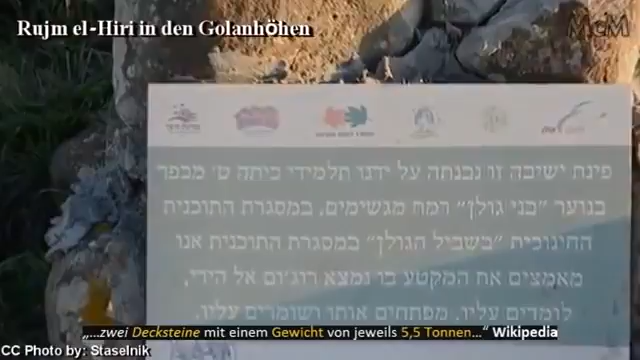 Rujm el-Hiri in den Golanhöhen
McM
פינת ישיבה זו נבנתה על ידנו תלמידי כיתה ט׳ מכפר
הנוער "בני גולן" רמת מגשימים, במסגרת התוכנית
החינוכית "בשביל הגולן" במסגרת התוכנית אנו
מאמצים את המקטע בו נמצא רוג'ום אל הירי,
לומדים עליו, מפתחים אותו ושומרים עליו.
„...zwei Decksteine mit einem Gewicht von jeweils 5,5 Tonnen...“ Wikipedia
CC Photo by: Staselnik